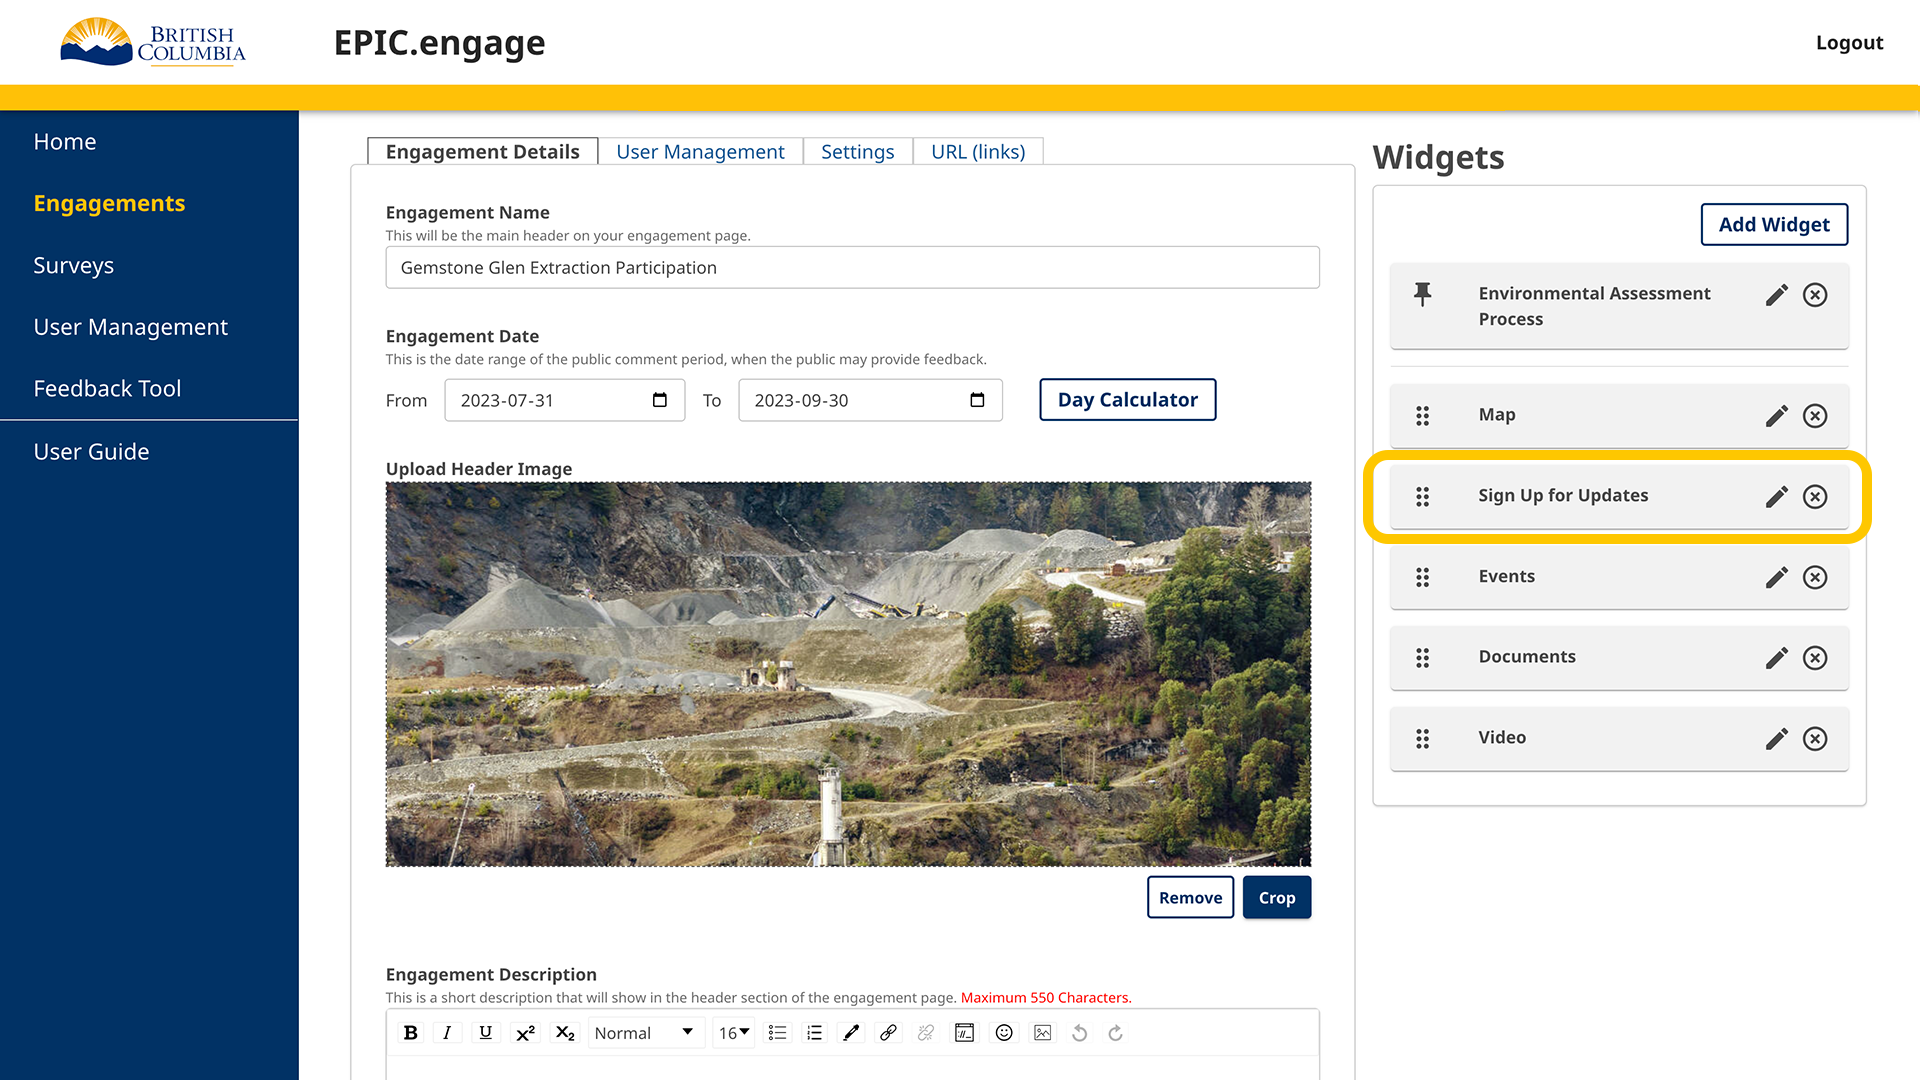 BRITISH
COLUMBIA
EPIC.engage
Logout
Home
Engagements
Surveys
User Management
Feedback Tool
User Guide
Engagement Details
User Management
Settings
URL (links)
Engagement Name
This will be the main header on your engagement page.
Gemstone Glen Extraction Participation
Engagement Date
This is the date range of the public comment period, when the public may provide feedback.
From 2023-07-31 To 2023-09-30 Day Calculator
Upload Header Image
Remove Crop
Engagement Description
This is a short description that will show in the header section of the engagement page. Maximum 550 Characters.
B I U X² X₂ Normal 16
Widgets
Add Widget
Environmental Assessment
Process
Map
Sign Up for Updates
Events
Documents
Video